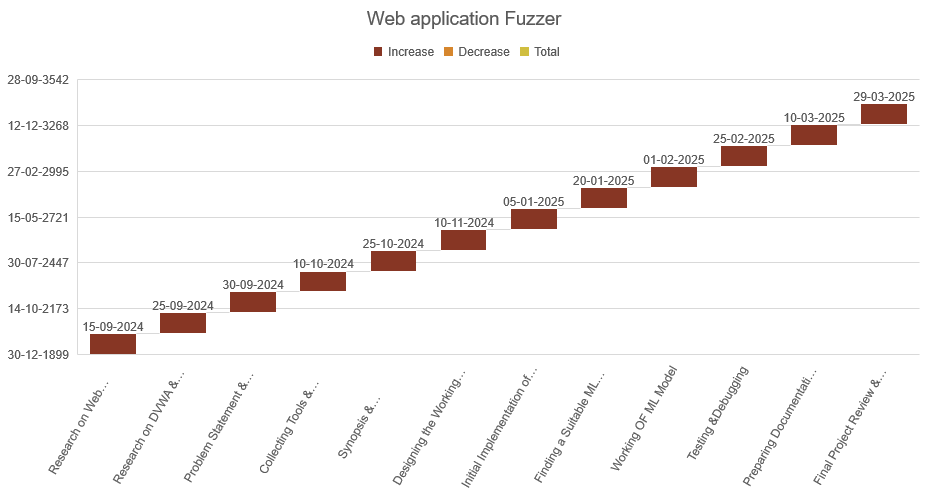 Web application Fuzzer
Increase Decrease Total
28-09-3542
12-12-3268
27-02-2995
15-05-2721
30-07-2447
14-10-2173
30-12-1899
15-09-2024
25-09-2024
30-09-2024
10-10-2024
25-10-2024
10-11-2024
05-01-2025
20-01-2025
01-02-2025
25-02-2025
10-03-2025
29-03-2025
Research on Web…
Research on DVWA &…
Problem Statement &…
Collecting Tools &…
Synopsis &…
Designing the Working…
Initial Implementation of…
Finding a Suitable ML…
Working OF ML Model
Testing &Debugging
Preparing Documentati…
Final Project Review &…